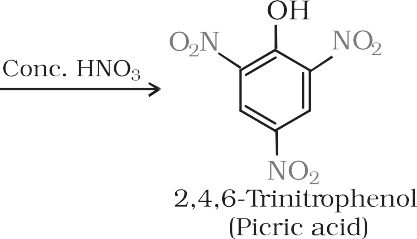 OH
O₂N
NO₂
Conc. HNO₃
NO₂
2,4,6-Trinitrophenol
(Picric acid)